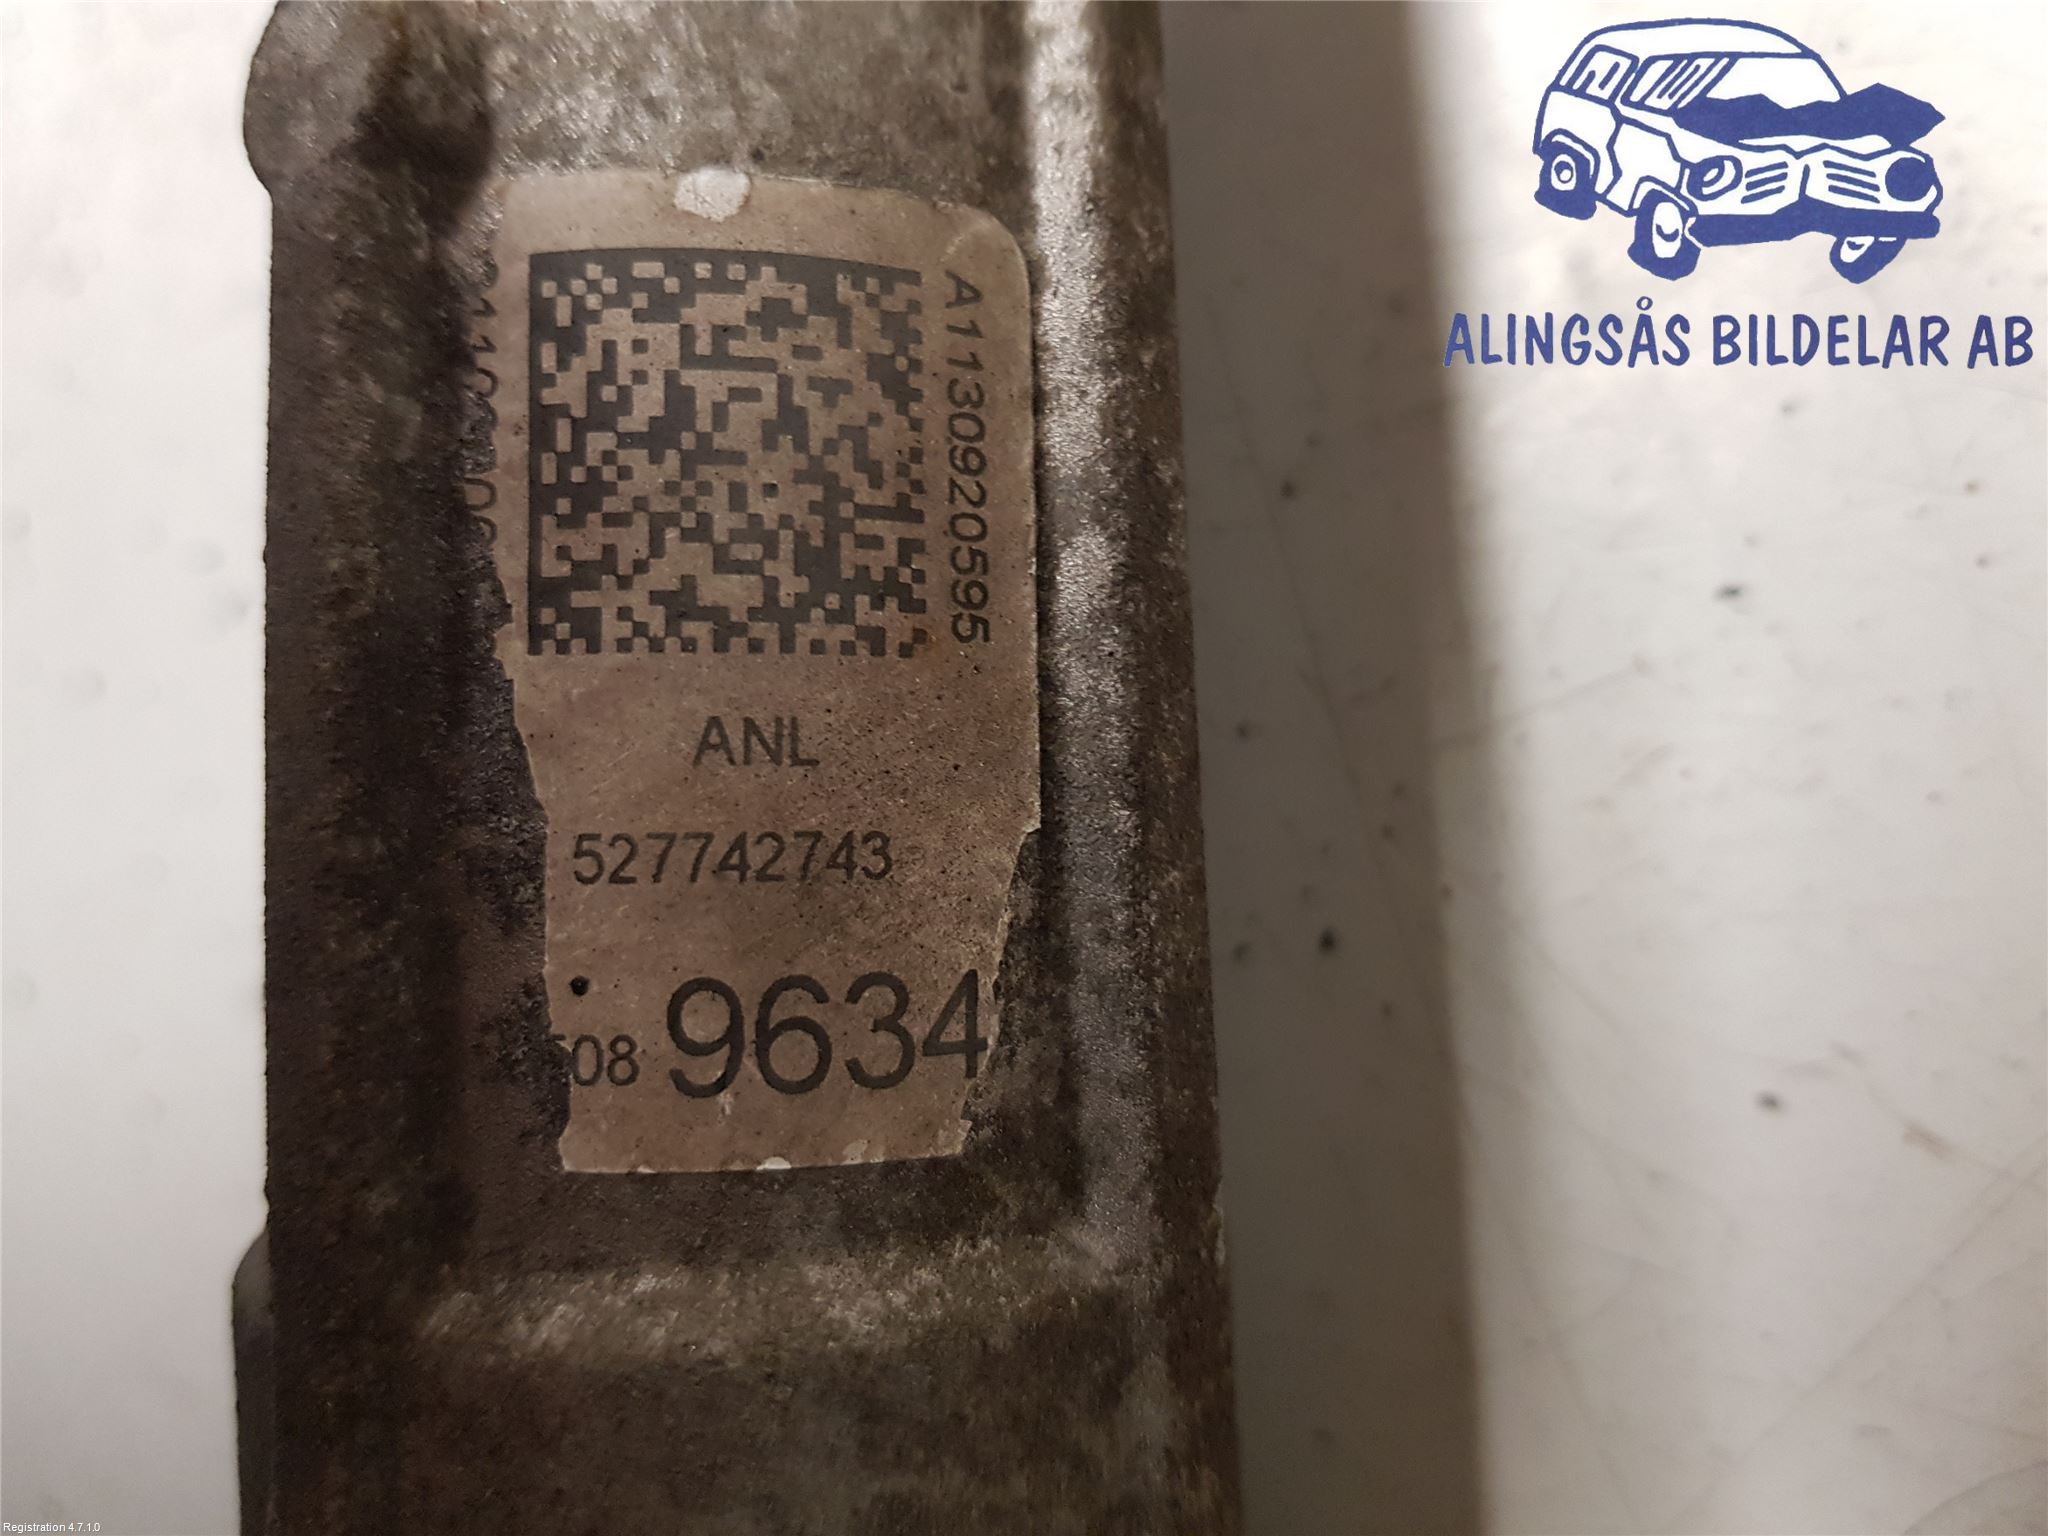 ALINGSÅS BILDELAR AB
A1130920595
ANL
527742743
08 9634
Registration 4.7.1.0